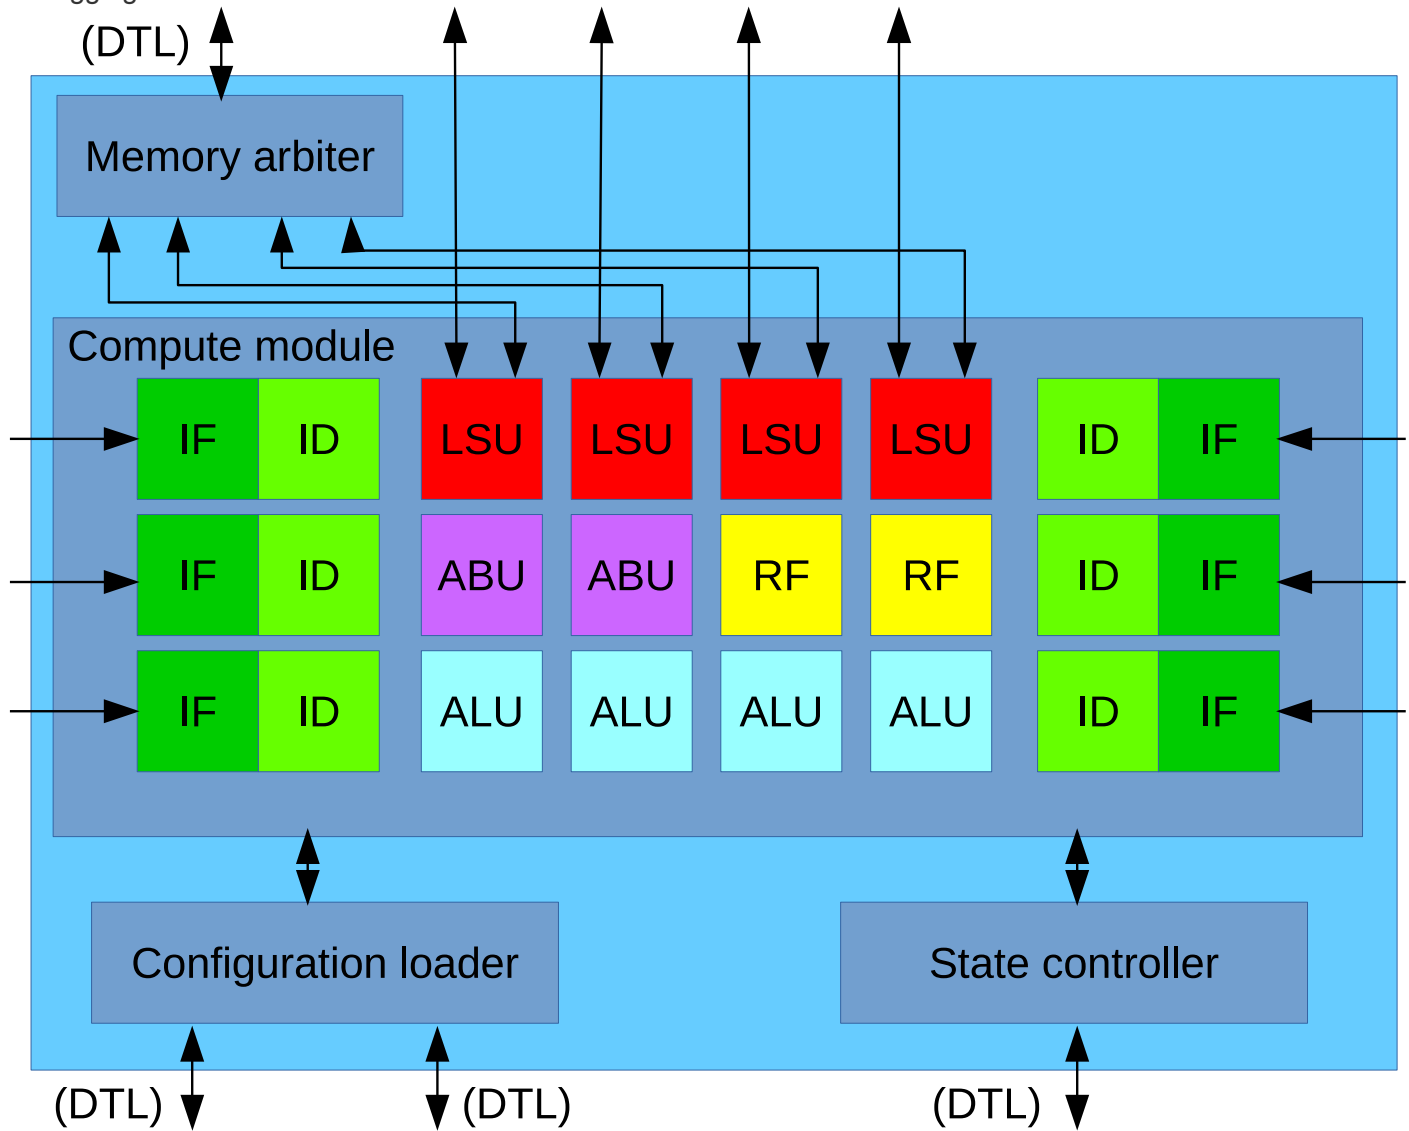 (DTL)
Memory arbiter
Compute module
IF ID LSU LSU LSU LSU ID IF
IF ID ABU ABU RF RF ID IF
IF ID ALU ALU ALU ALU ID IF
Configuration loader State controller
(DTL) (DTL) (DTL)